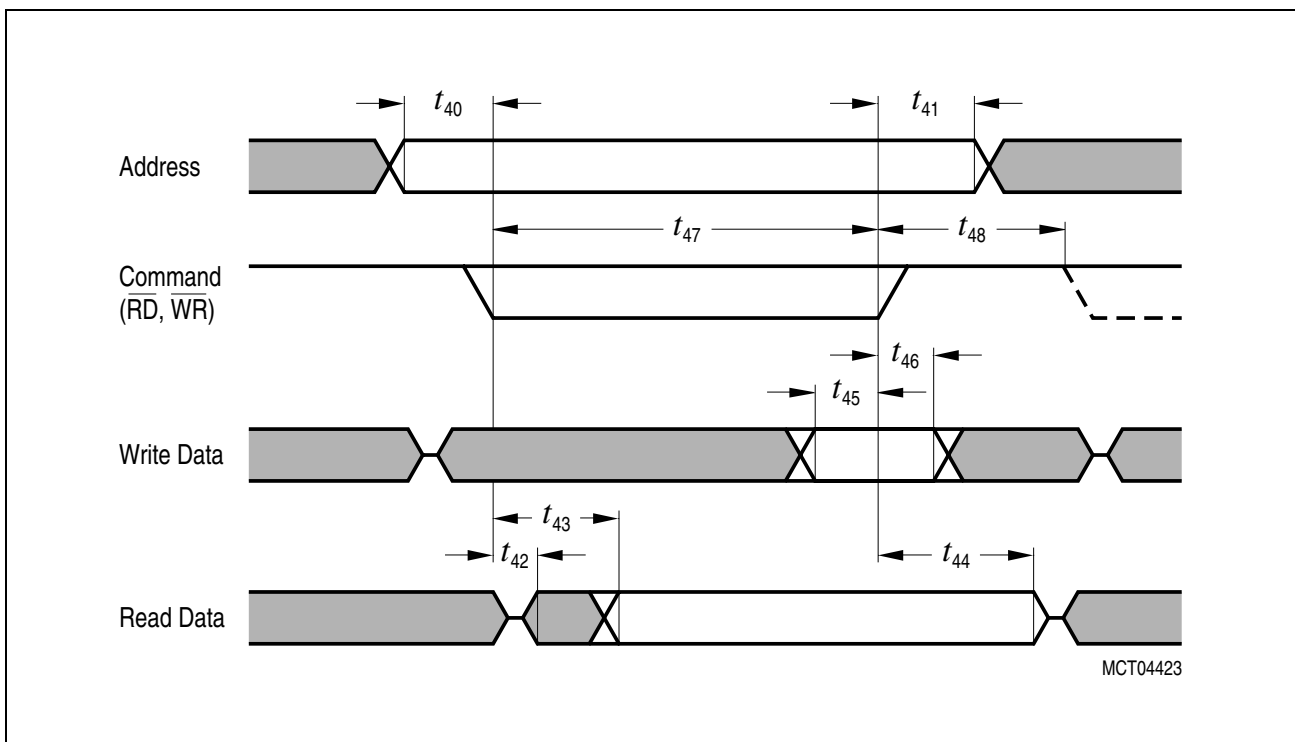 t40
t41
Address
t47
t48
Command
(RD, WR)
t46
t45
Write Data
t43
t42
t44
Read Data
MCT04423